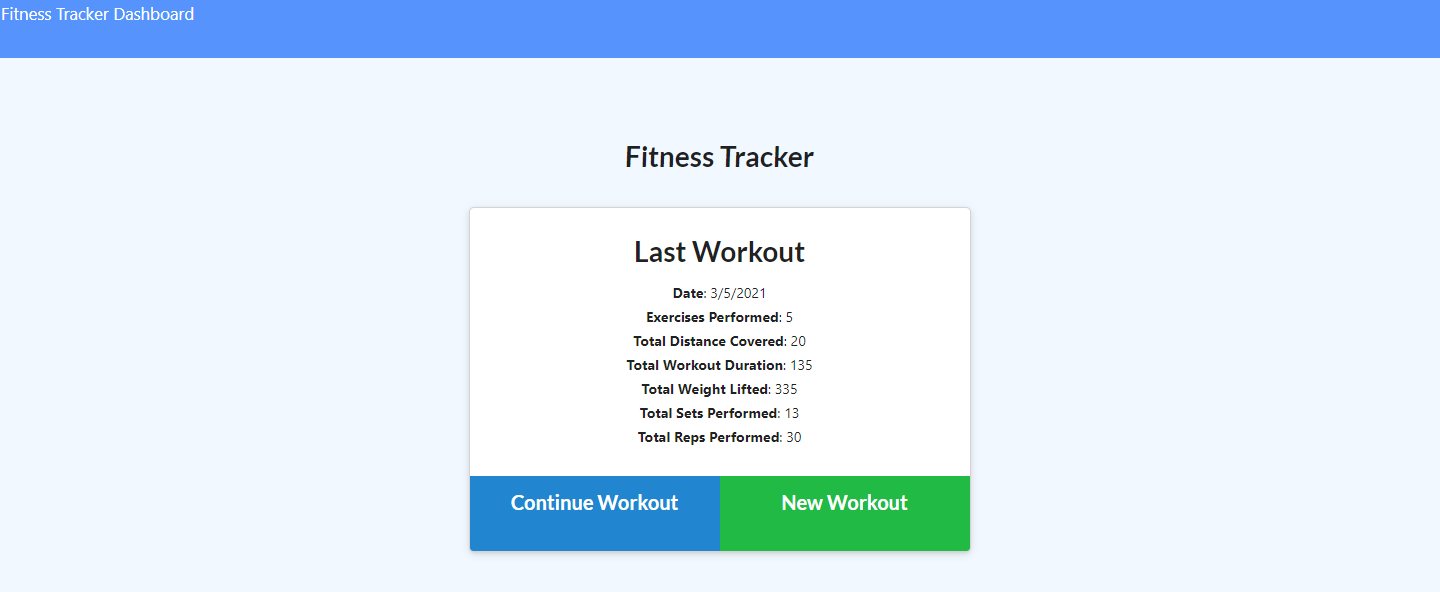 Fitness Tracker Dashboard
Fitness Tracker
Last Workout
Date: 3/5/2021
Exercises Performed: 5
Total Distance Covered: 20
Total Workout Duration: 135
Total Weight Lifted: 335
Total Sets Performed: 13
Total Reps Performed: 30
Continue Workout
New Workout